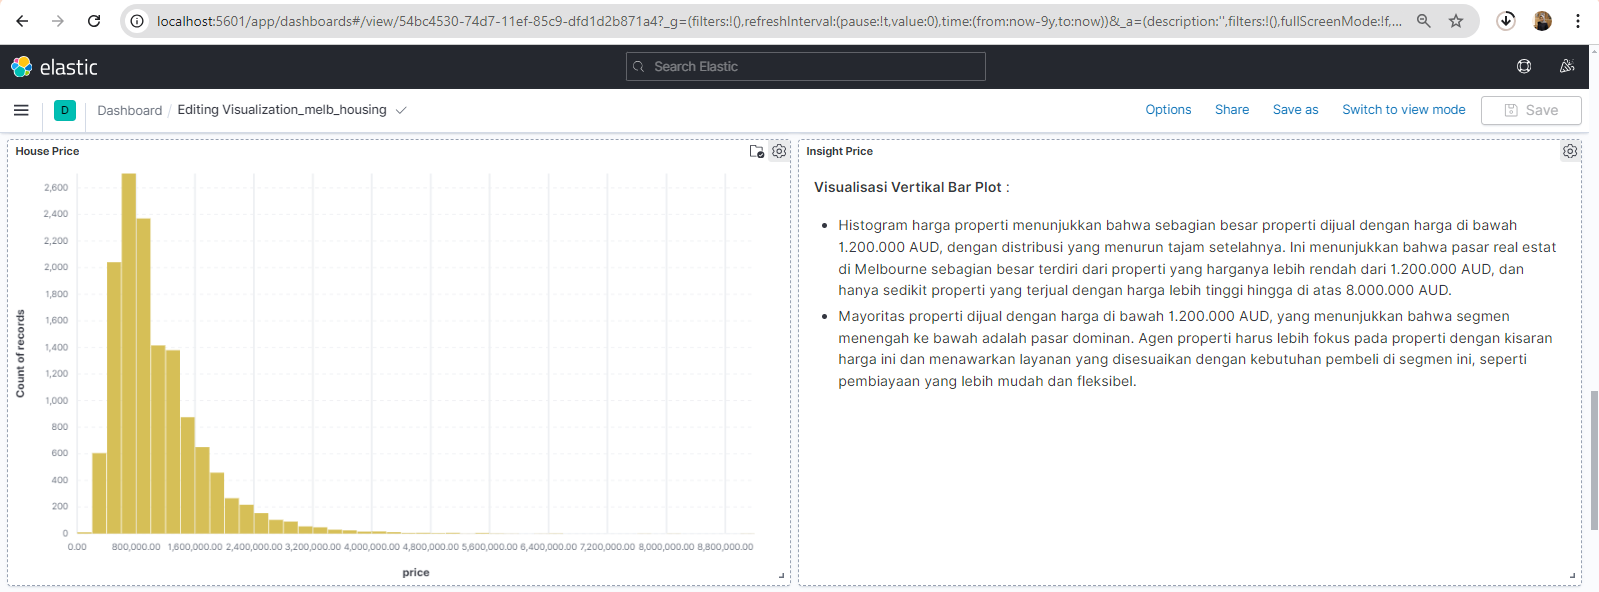 localhost:5601/app/dashboards#/view/54bc4530-74d7-11ef-85c9-dfd1d2b871a4?_g=(filters:!(),refreshInterval:(pause:!t,value:0),time:(from:now-9y,to:now))&_a=(description:'',filters:!(),fullScreenMode:!f,...
elastic
Search Elastic
D
Dashboard / Editing Visualization_melb_housing
Options
Share
Save as
Switch to view mode
Save
House Price
2,600
2,400
2,200
2,000
1,800
1,600
1,400
1,200
1,000
800
600
400
200
0
Count of records
0.00 800,000.00 1,600,000.00 2,400,000.00 3,200,000.00 4,000,000.00 4,800,000.00 5,600,000.00 6,400,000.00 7,200,000.00 8,000,000.00 8,800,000.00
price
Insight Price
Visualisasi Vertikal Bar Plot :
• Histogram harga properti menunjukkan bahwa sebagian besar properti dijual dengan harga di bawah
1.200.000 AUD, dengan distribusi yang menurun tajam setelahnya. Ini menunjukkan bahwa pasar real estat
di Melbourne sebagian besar terdiri dari properti yang harganya lebih rendah dari 1.200.000 AUD, dan
hanya sedikit properti yang terjual dengan harga lebih tinggi hingga di atas 8.000.000 AUD.
• Mayoritas properti dijual dengan harga di bawah 1.200.000 AUD, yang menunjukkan bahwa segmen
menengah ke bawah adalah pasar dominan. Agen properti harus lebih fokus pada properti dengan kisaran
harga ini dan menawarkan layanan yang disesuaikan dengan kebutuhan pembeli di segmen ini, seperti
pembiayaan yang lebih mudah dan fleksibel.